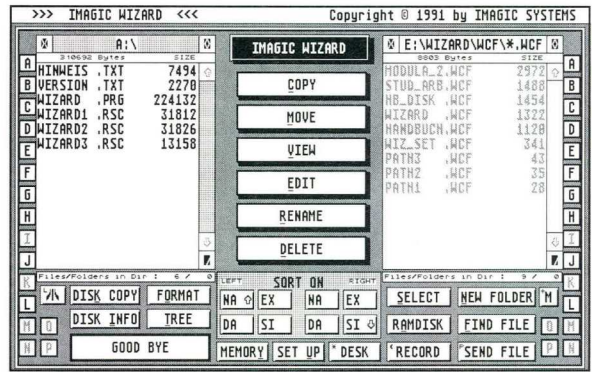 >>> IMAGIC WIZARD <<< Copyright © 1991 by IMAGIC SYSTEMS
A:\
310692 Bytes SIZE
HINWEIS .TXT 7494
VERSION .TXT 2270
WIZARD .PRG 224132
WIZARD1 .RSC 31812
WIZARD2 .RSC 31826
WIZARD3 .RSC 13158
Files/Folders in Dir : 6 / 0
A
B
C
D
E
F
G
H
I
J
K
L
M O
N P
IMAGIC WIZARD
COPY
MOVE
VIEW
EDIT
RENAME
DELETE
E:\WIZARD\WCF\*.WCF
8803 Bytes SIZE
MODULA_2.WCF 2972
STUD_ARB.WCF 1488
HB_DISK .WCF 1454
WIZARD .WCF 1322
HANDBUCH.WCF 1120
WIZ_SET .WCF 341
PATH3 .WCF 43
PATH2 .WCF 35
PATH1 .WCF 28
Files/Folders in Dir : 9 / 0
A
B
C
D
E
F
G
H
I
J
K
L
O M
P N
DISK COPY FORMAT
DISK INFO TREE
GOOD BYE
LEFT SORT ON RIGHT
NA EX NA EX
DA SI DA SI
MEMORY SET UP * DESK
SELECT NEW FOLDER "M
RAMDISK FIND FILE
RECORD SEND FILE